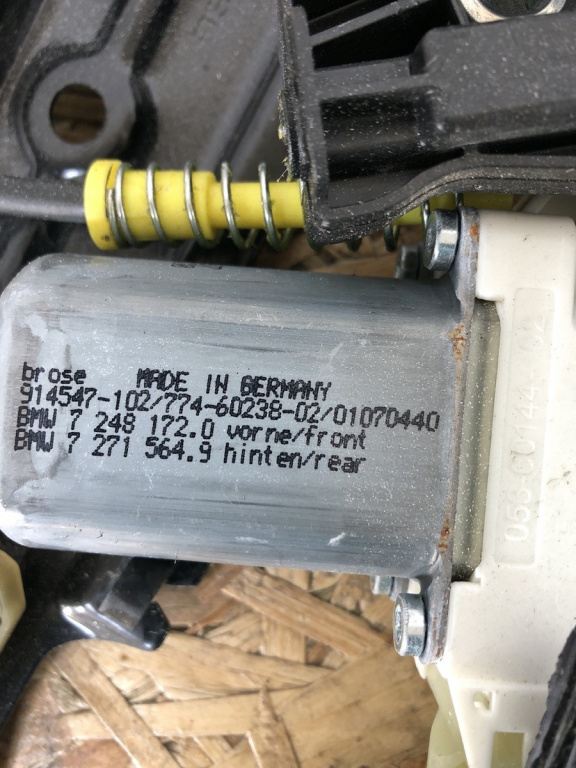 brose MADE IN GERMANY
914547-102/774-60238-02/01070440
BMW 7 248 172.0 vorne/front
BMW 7 271 564.9 hinten/rear